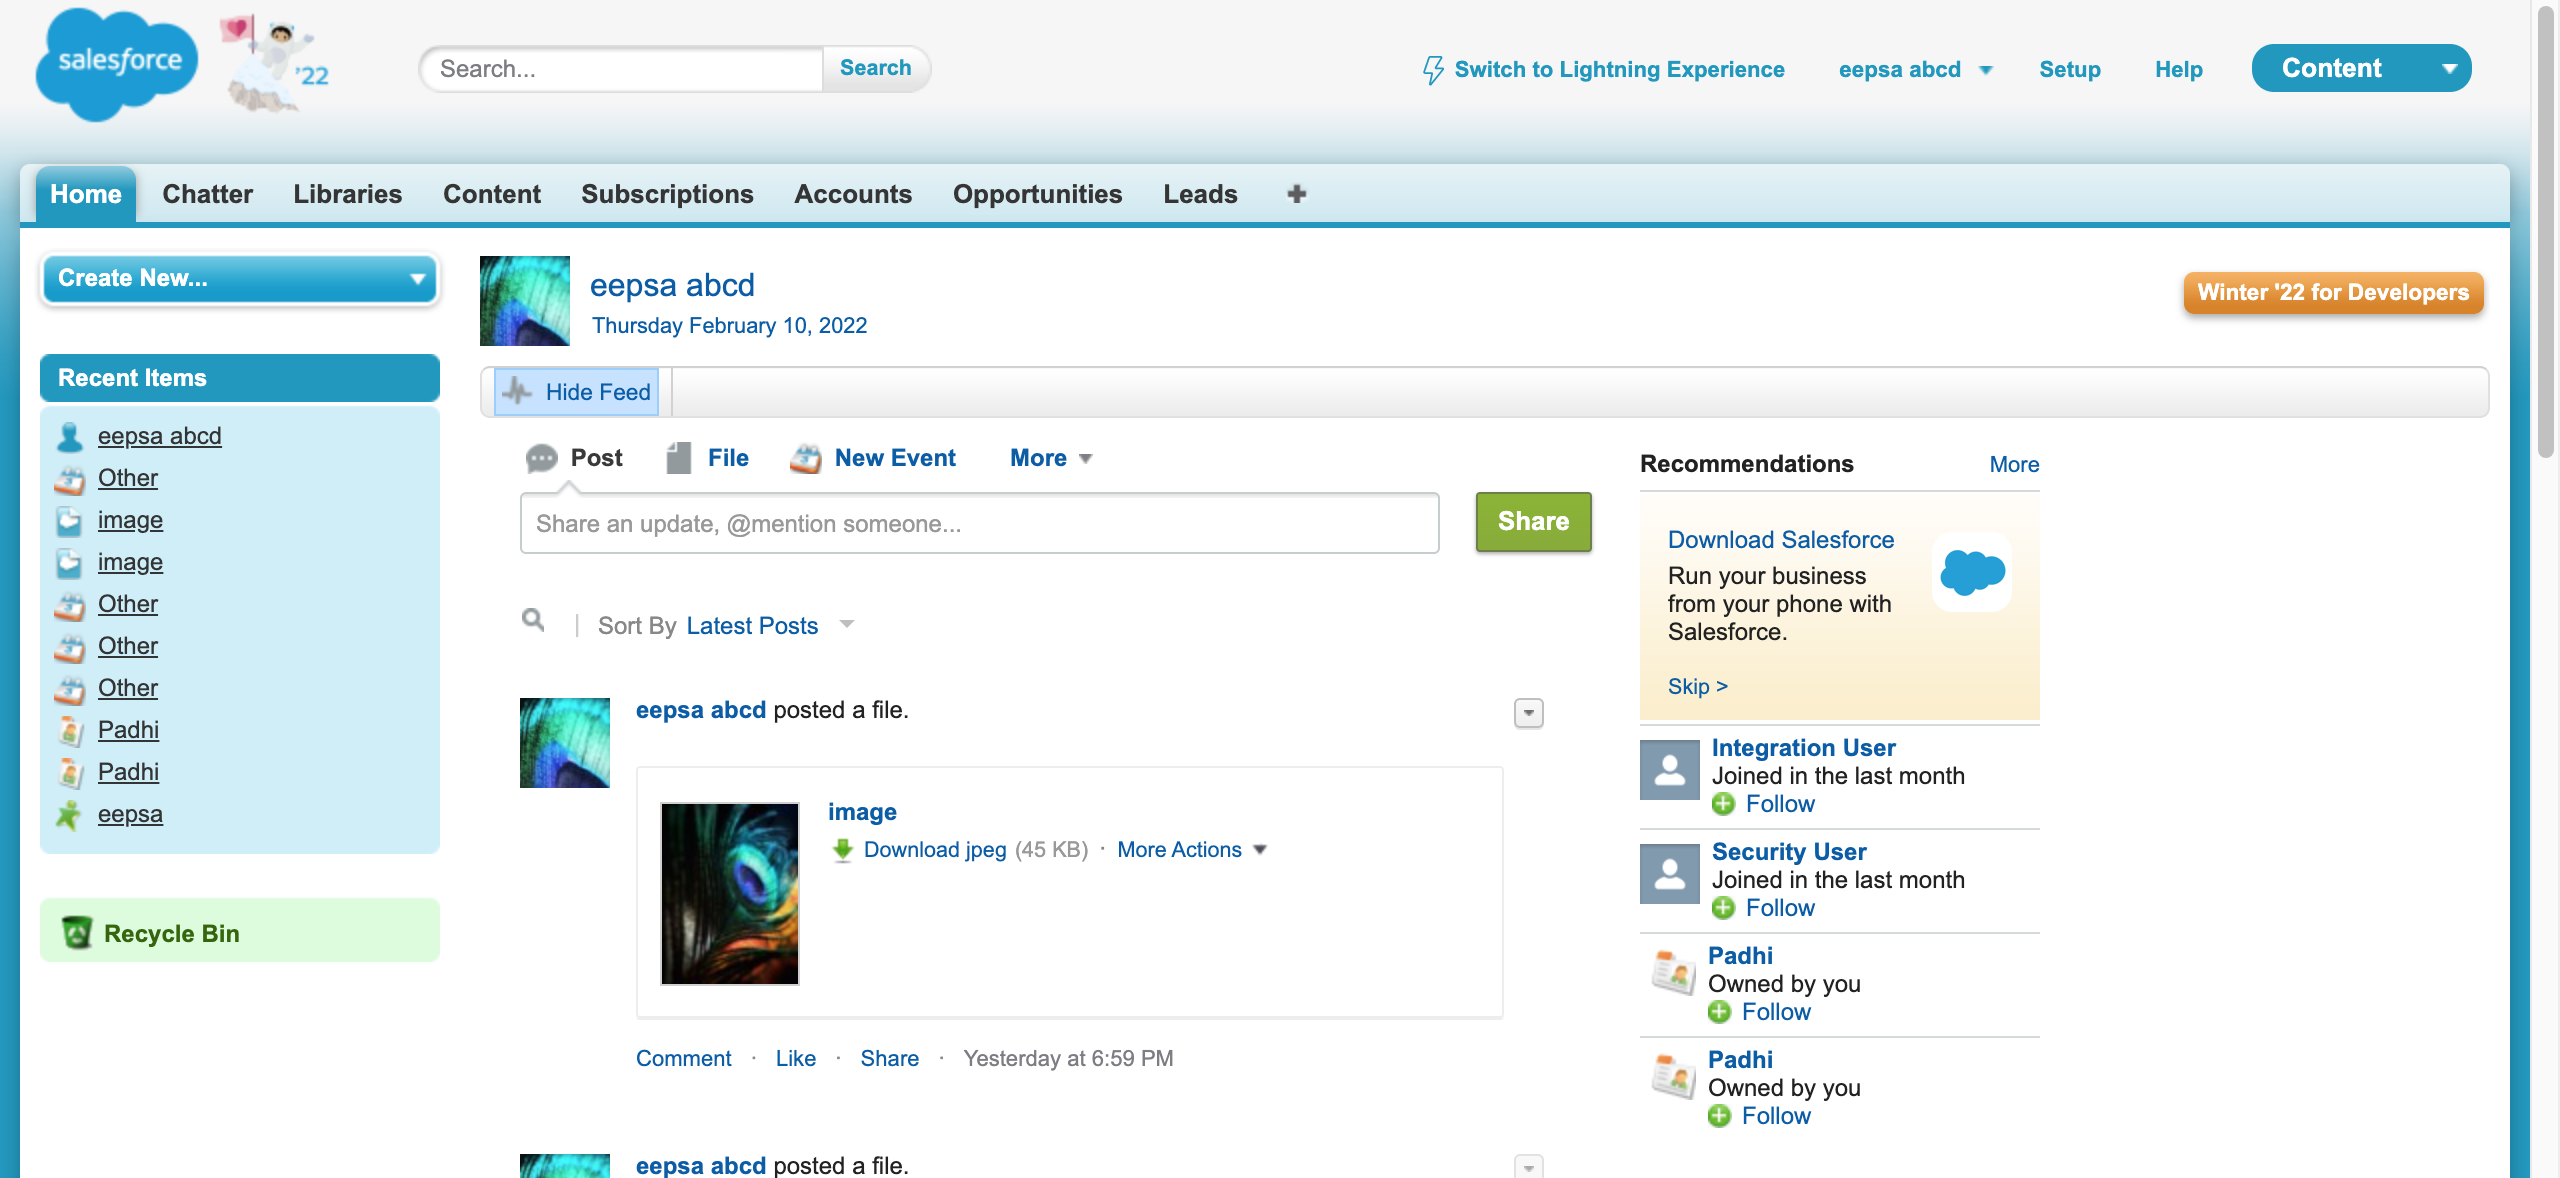 salesforce
'22
Search...
Search
Switch to Lightning Experience
eepsa abcd
Setup
Help
Content
Home
Chatter
Libraries
Content
Subscriptions
Accounts
Opportunities
Leads
Create New...
Recent Items
eepsa abcd
Other
image
image
Other
Other
Other
Padhi
Padhi
eepsa
Recycle Bin
eepsa abcd
Thursday February 10, 2022
Winter '22 for Developers
Hide Feed
Post
File
New Event
More
Share an update, @mention someone...
Share
Sort By Latest Posts
eepsa abcd posted a file.
image
Download jpeg (45 KB) · More Actions
Comment · Like · Share · Yesterday at 6:59 PM
eepsa abcd posted a file.
Recommendations
More
Download Salesforce
Run your business
from your phone with
Salesforce.
Skip >
Integration User
Joined in the last month
Follow
Security User
Joined in the last month
Follow
Padhi
Owned by you
Follow
Padhi
Owned by you
Follow